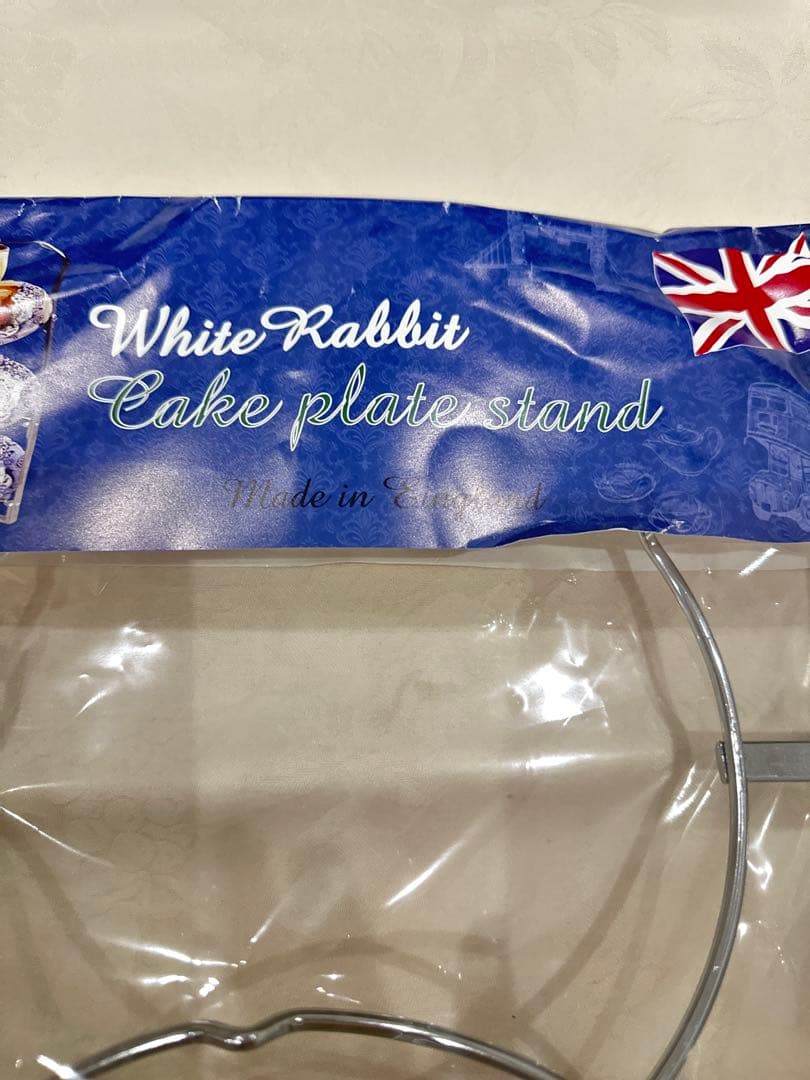 White Rabbit
Cake plate stand
Made in England